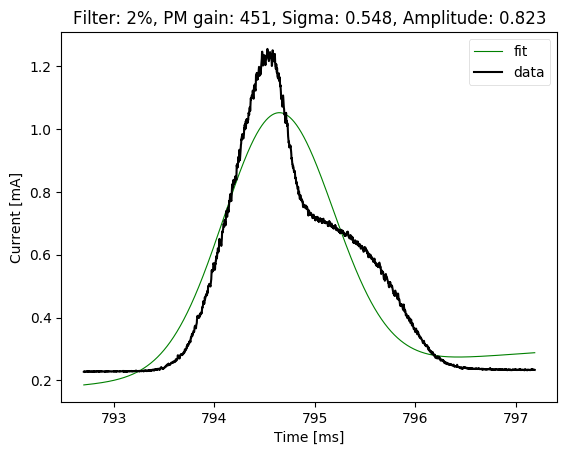 Filter: 2%, PM gain: 451, Sigma: 0.548, Amplitude: 0.823
fit
data
1.2
1.0
0.8
0.6
0.4
0.2
Current [mA]
793 794 795 796 797
Time [ms]